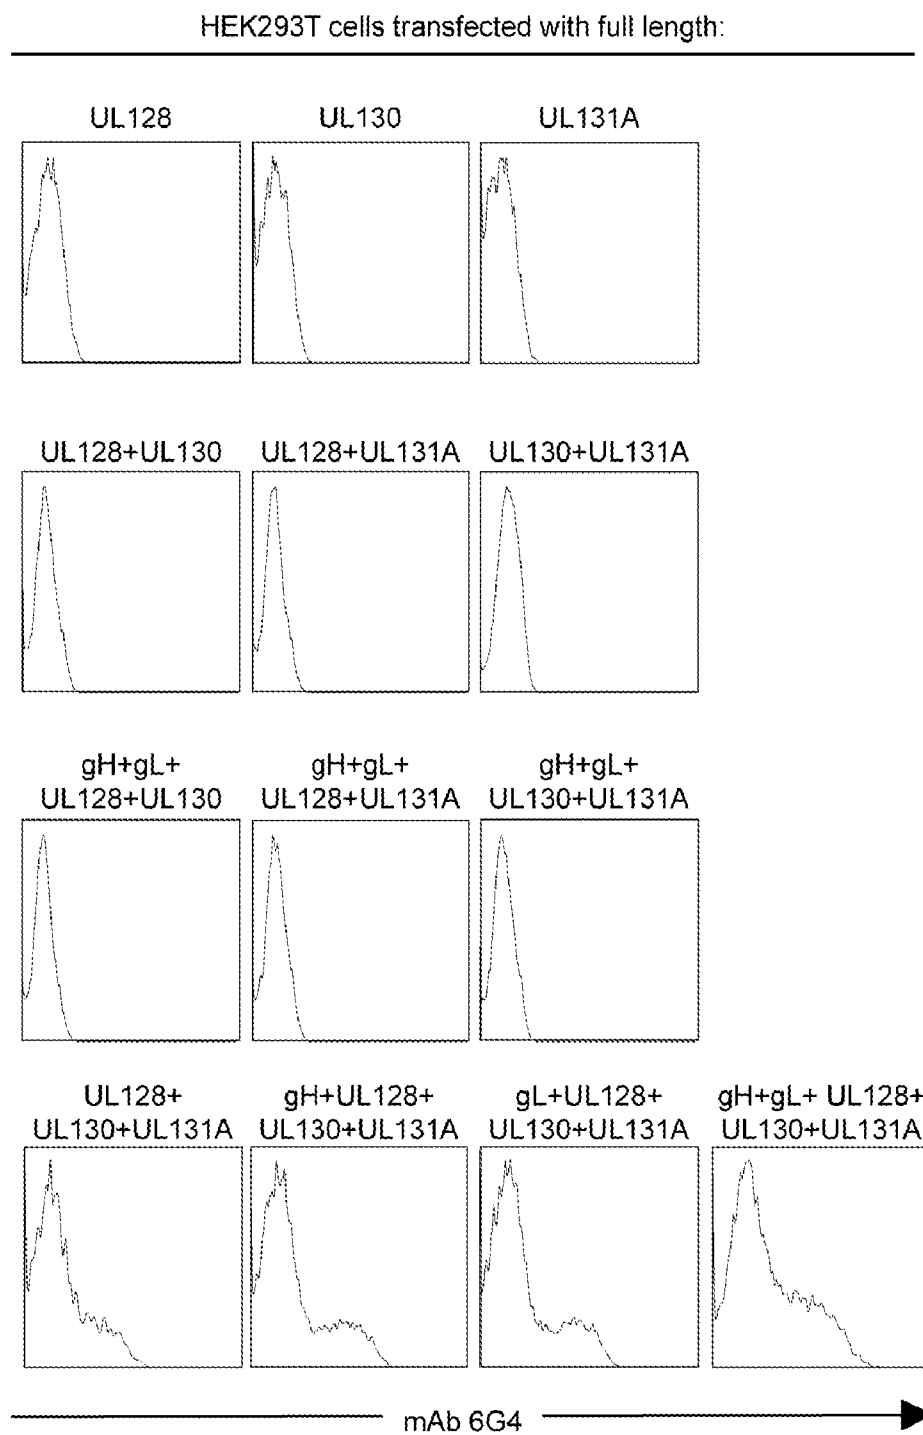 HEK293T cells transfected with full length:
UL128 UL130 UL131A
UL128+UL130 UL128+UL131A UL130+UL131A
gH+gL+ gH+gL+ gH+gL+
UL128+UL130 UL128+UL131A UL130+UL131A
UL128+ gH+UL128+ gL+UL128+ gH+gL+ UL128+
UL130+UL131A UL130+UL131A UL130+UL131A UL130+UL131A
mAb 6G4